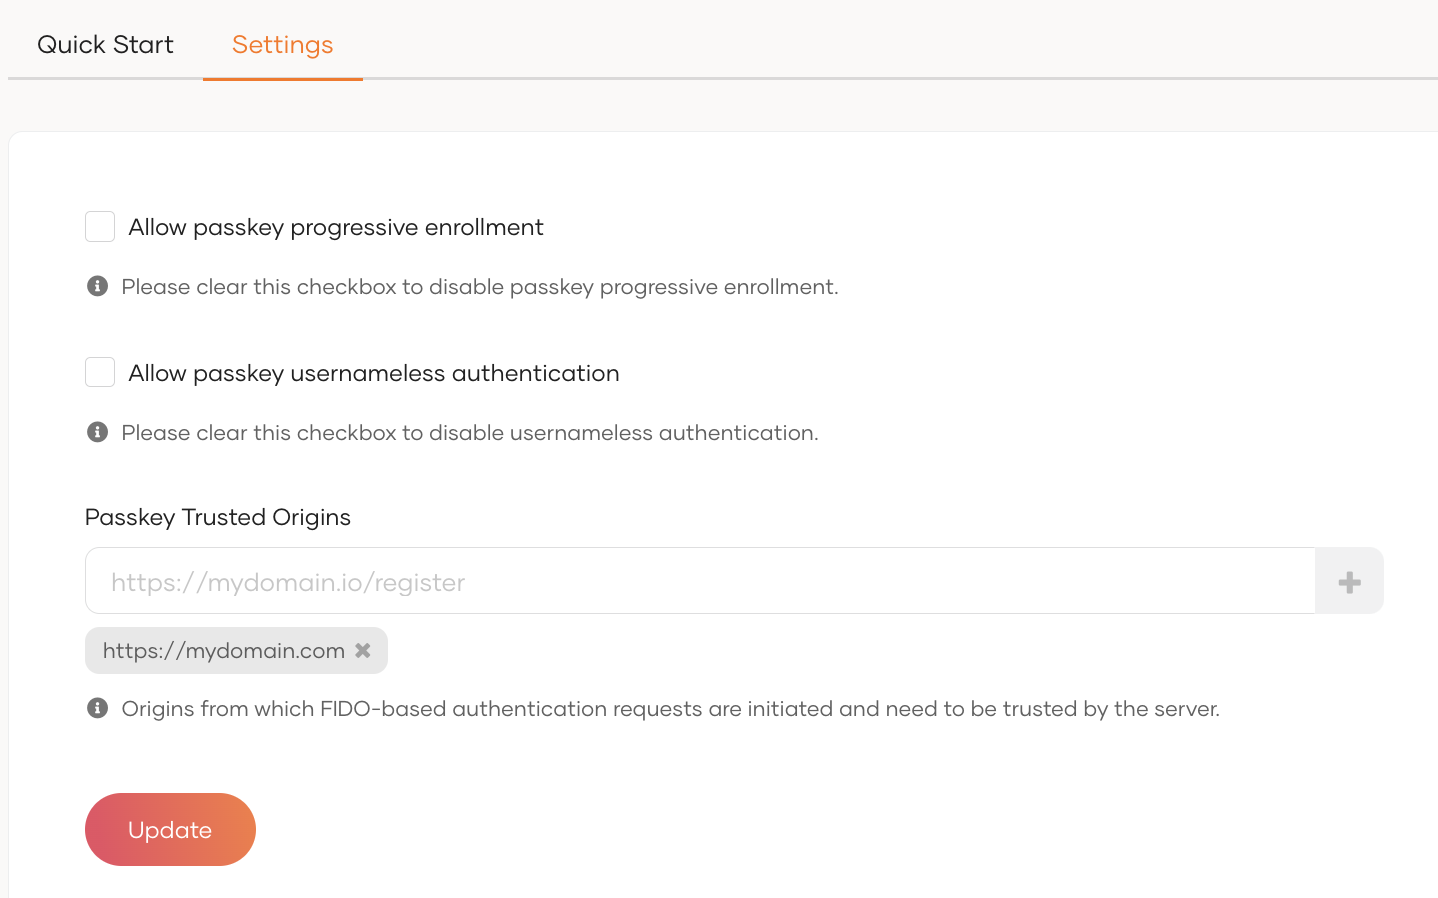 Quick Start
Settings
Allow passkey progressive enrollment
Please clear this checkbox to disable passkey progressive enrollment.
Allow passkey usernameless authentication
Please clear this checkbox to disable usernameless authentication.
Passkey Trusted Origins
https://mydomain.io/register
https://mydomain.com
Origins from which FIDO-based authentication requests are initiated and need to be trusted by the server.
Update